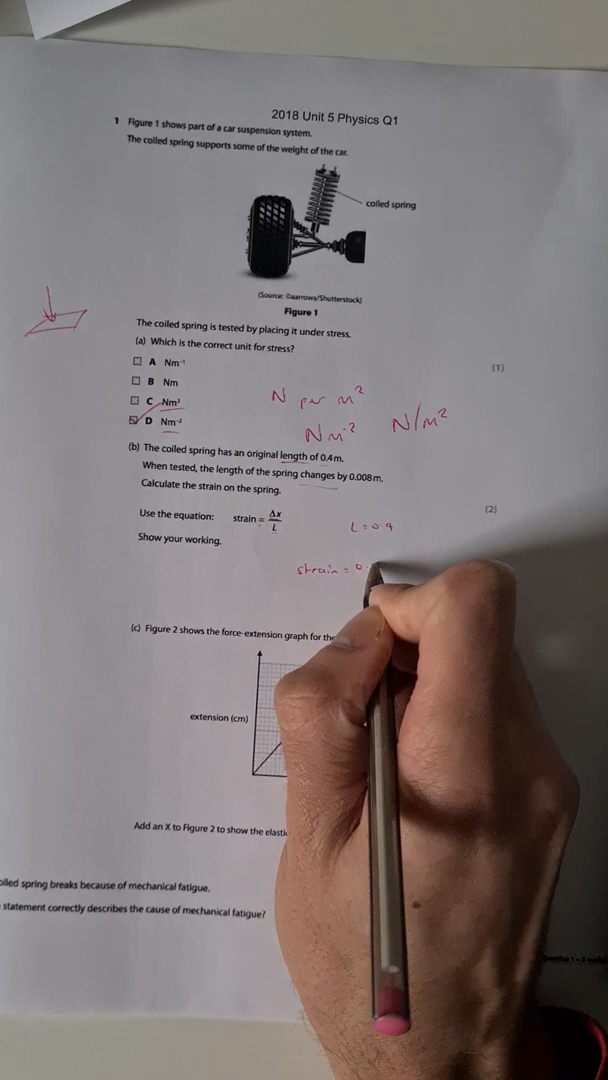 2018 Unit 5 Physics Q1
1 Figure 1 shows part of a car suspension system.
The coiled spring supports some of the weight of the car.
coiled spring
(Source: ©aarrows/Shutterstock)
Figure 1
The coiled spring is tested by placing it under stress.
(a) Which is the correct unit for stress?
(1)
A Nm⁻¹
B Nm
C Nm²
D Nm⁻²
N per m²
Nm⁻²
N/m²
(b) The coiled spring has an original length of 0.4 m.
When tested, the length of the spring changes by 0.008 m.
Calculate the strain on the spring.
(2)
Use the equation: strain = Δx/L
L = 0.4
Show your working.
strain = 0.
(c) Figure 2 shows the force-extension graph for the
extension (cm)
Add an X to Figure 2 to show the elasti
oiled spring breaks because of mechanical fatigue.
statement correctly describes the cause of mechanical fatigue?